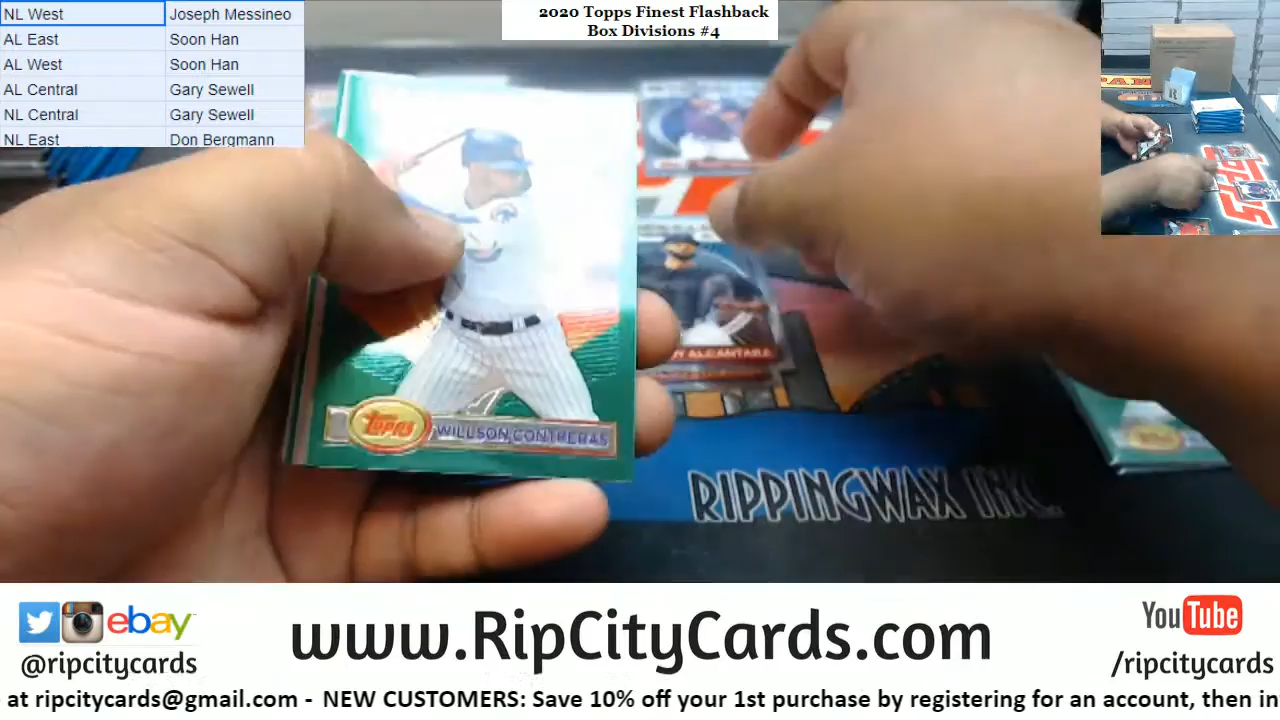 NL West Joseph Messineo
AL East Soon Han
AL West Soon Han
AL Central Gary Sewell
NL Central Gary Sewell
NL East Don Bergmann
2020 Topps Finest Flashback
Box Divisions #4
ALCANTARA
TOPPS
WILLSON CONTRERAS
RIPPINGWAX INC.
ebay
@ripcitycards
www.RipCityCards.com
YouTube
/ripcitycards
at ripcitycards@gmail.com - NEW CUSTOMERS: Save 10% off your 1st purchase by registering for an account, then in